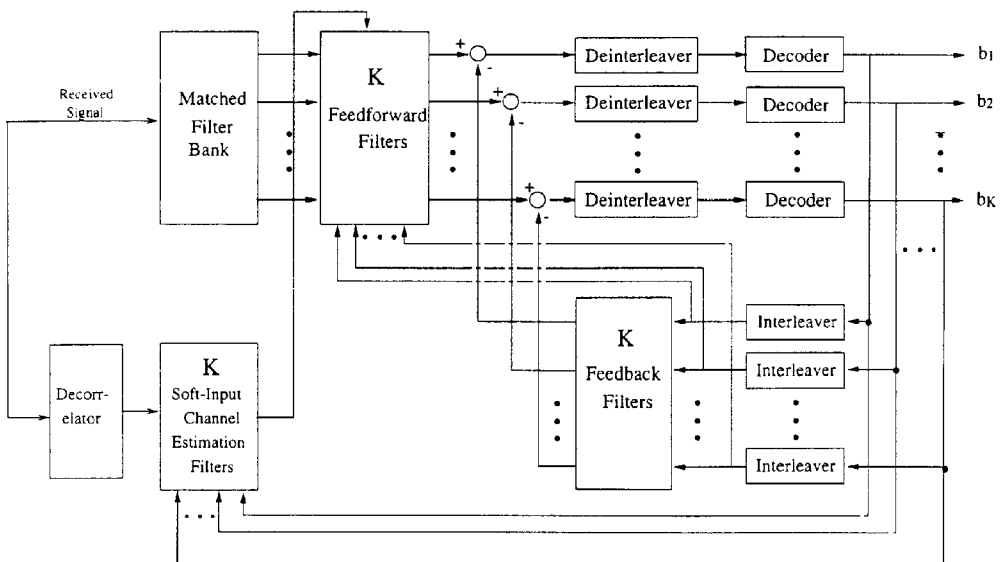 Received
Signal
Matched
Filter
Bank
K
Feedforward
Filters
+
-
+
-
+
-
Deinterleaver
Decoder
b1
Deinterleaver
Decoder
b2
Deinterleaver
Decoder
bK
K
Feedback
Filters
Interleaver
Interleaver
Interleaver
Decorr-
elator
K
Soft-Input
Channel
Estimation
Filters